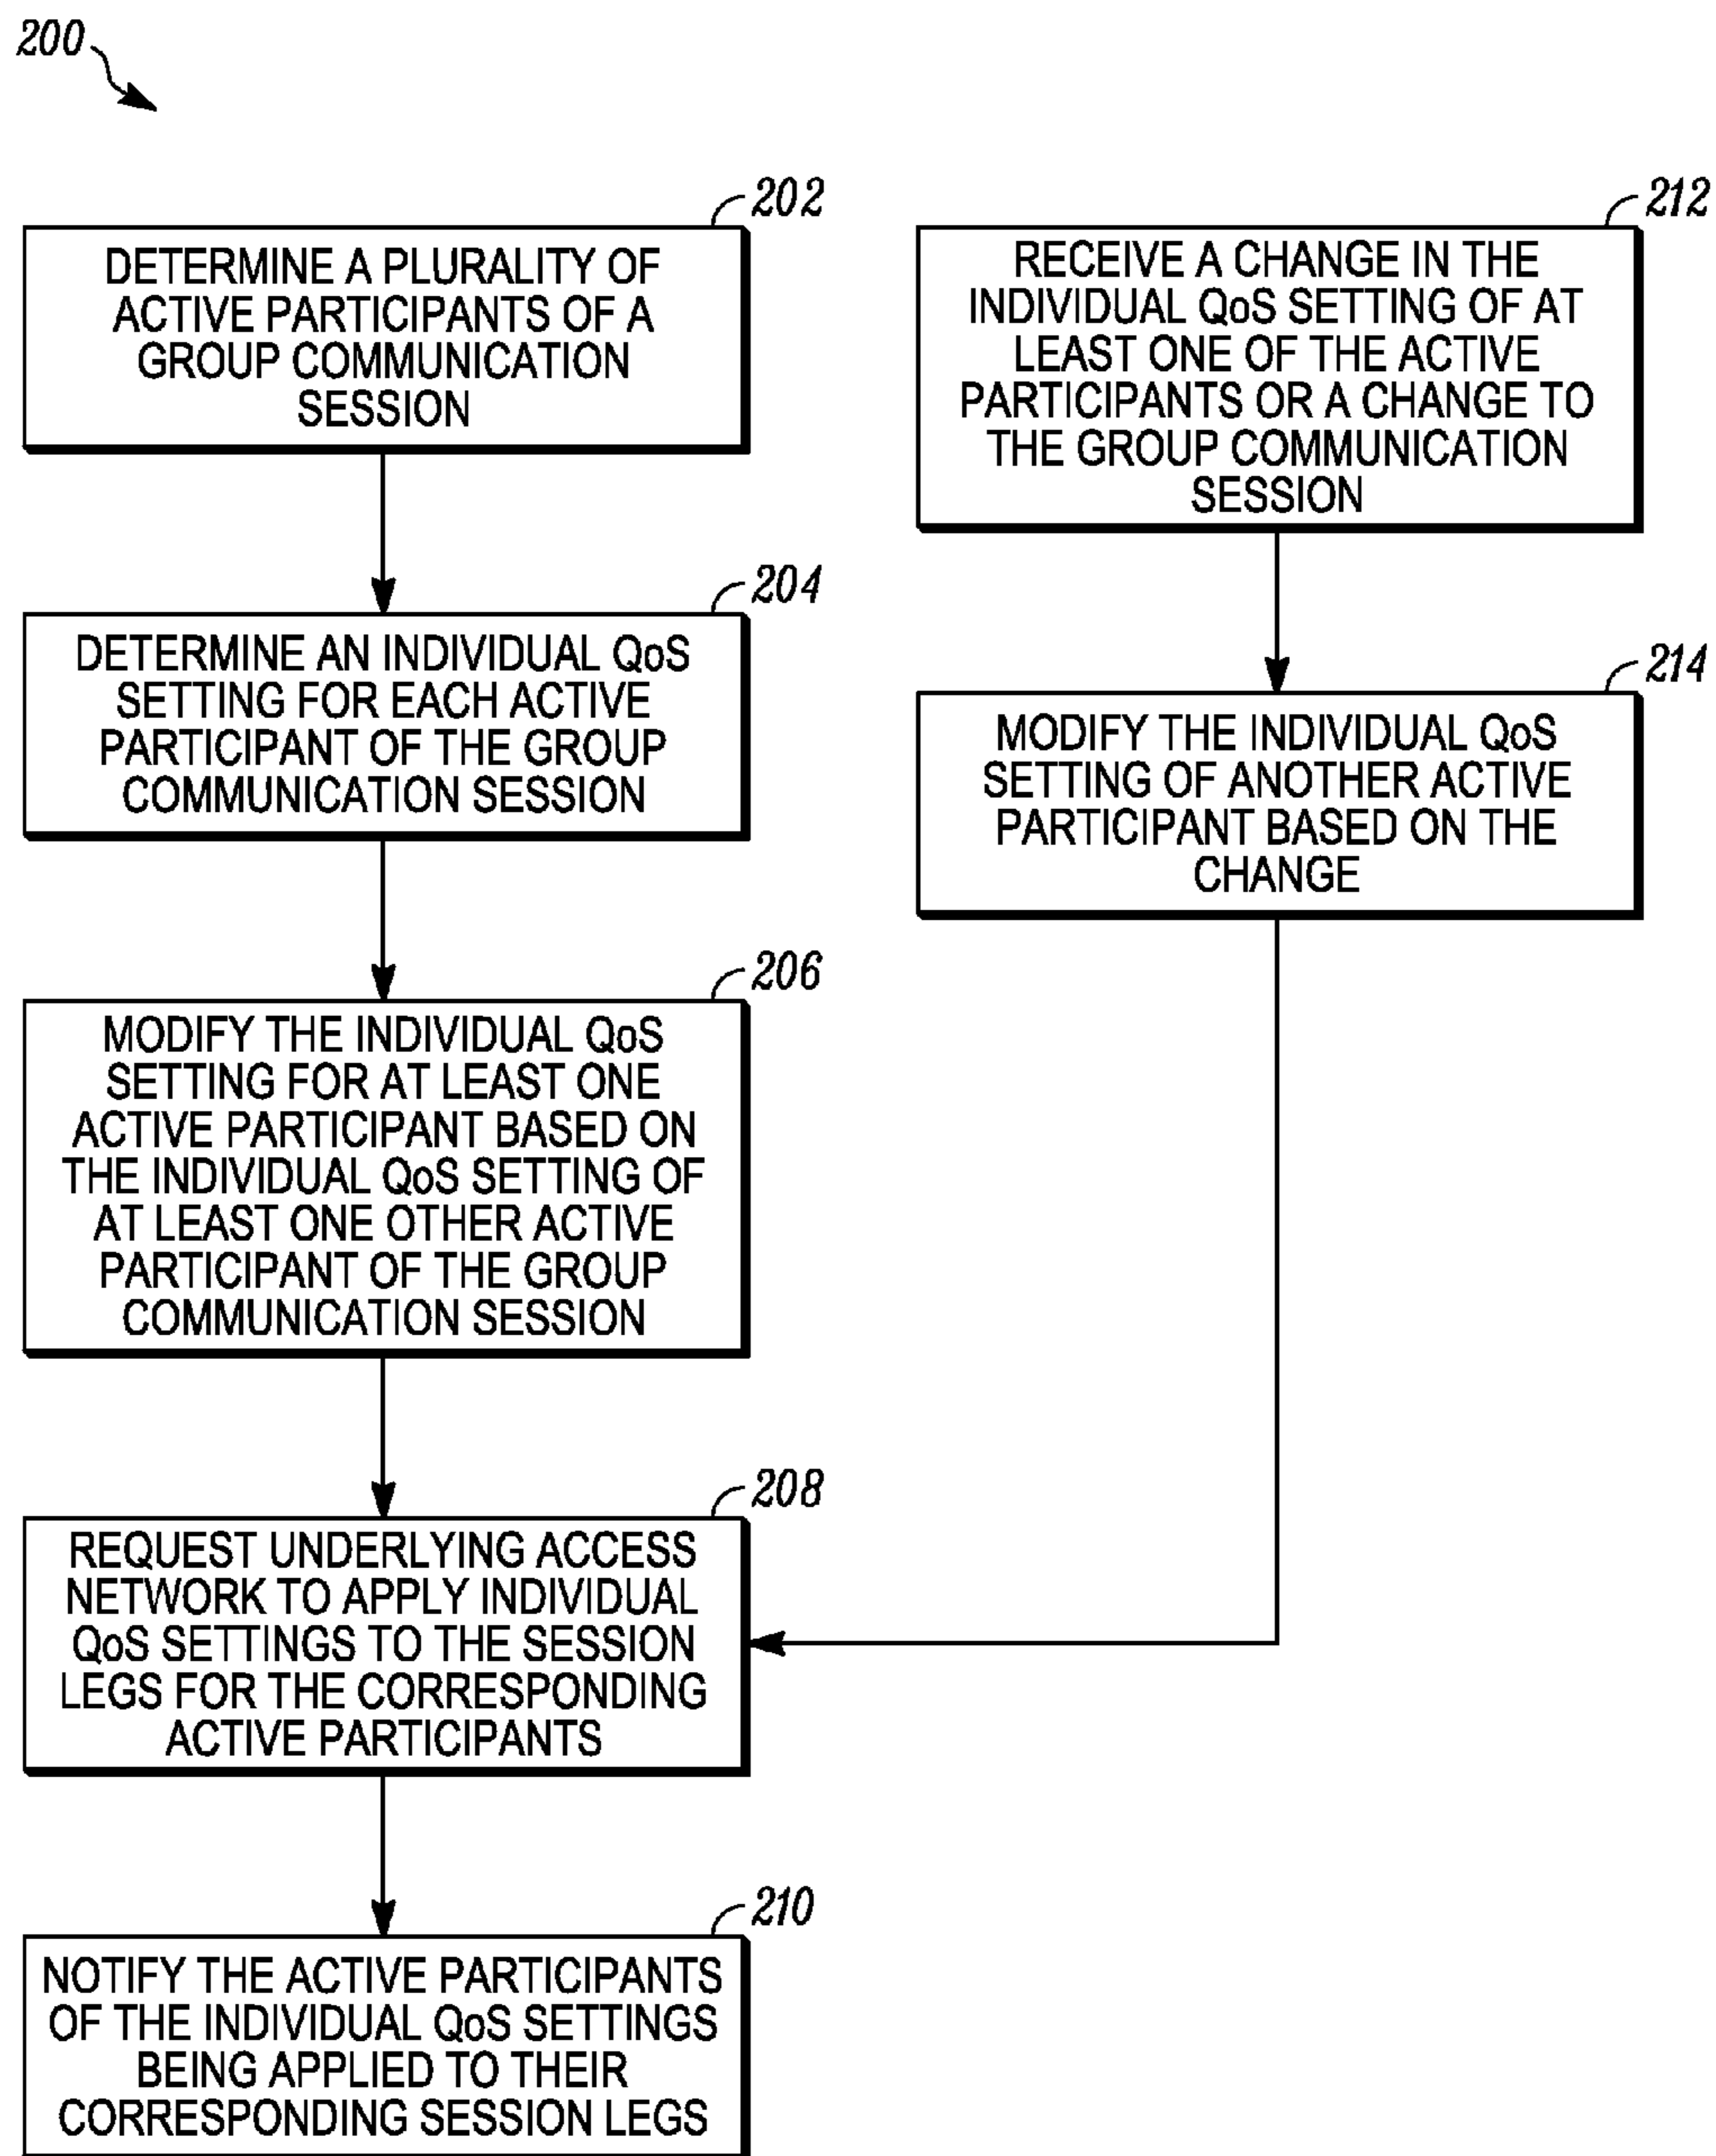 200
202
DETERMINE A PLURALITY OF
ACTIVE PARTICIPANTS OF A
GROUP COMMUNICATION
SESSION
204
DETERMINE AN INDIVIDUAL QoS
SETTING FOR EACH ACTIVE
PARTICIPANT OF THE GROUP
COMMUNICATION SESSION
206
MODIFY THE INDIVIDUAL QoS
SETTING FOR AT LEAST ONE
ACTIVE PARTICIPANT BASED ON
THE INDIVIDUAL QoS SETTING OF
AT LEAST ONE OTHER ACTIVE
PARTICIPANT OF THE GROUP
COMMUNICATION SESSION
208
REQUEST UNDERLYING ACCESS
NETWORK TO APPLY INDIVIDUAL
QoS SETTINGS TO THE SESSION
LEGS FOR THE CORRESPONDING
ACTIVE PARTICIPANTS
210
NOTIFY THE ACTIVE PARTICIPANTS
OF THE INDIVIDUAL QoS SETTINGS
BEING APPLIED TO THEIR
CORRESPONDING SESSION LEGS
212
RECEIVE A CHANGE IN THE
INDIVIDUAL QoS SETTING OF AT
LEAST ONE OF THE ACTIVE
PARTICIPANTS OR A CHANGE TO
THE GROUP COMMUNICATION
SESSION
214
MODIFY THE INDIVIDUAL QoS
SETTING OF ANOTHER ACTIVE
PARTICIPANT BASED ON THE
CHANGE